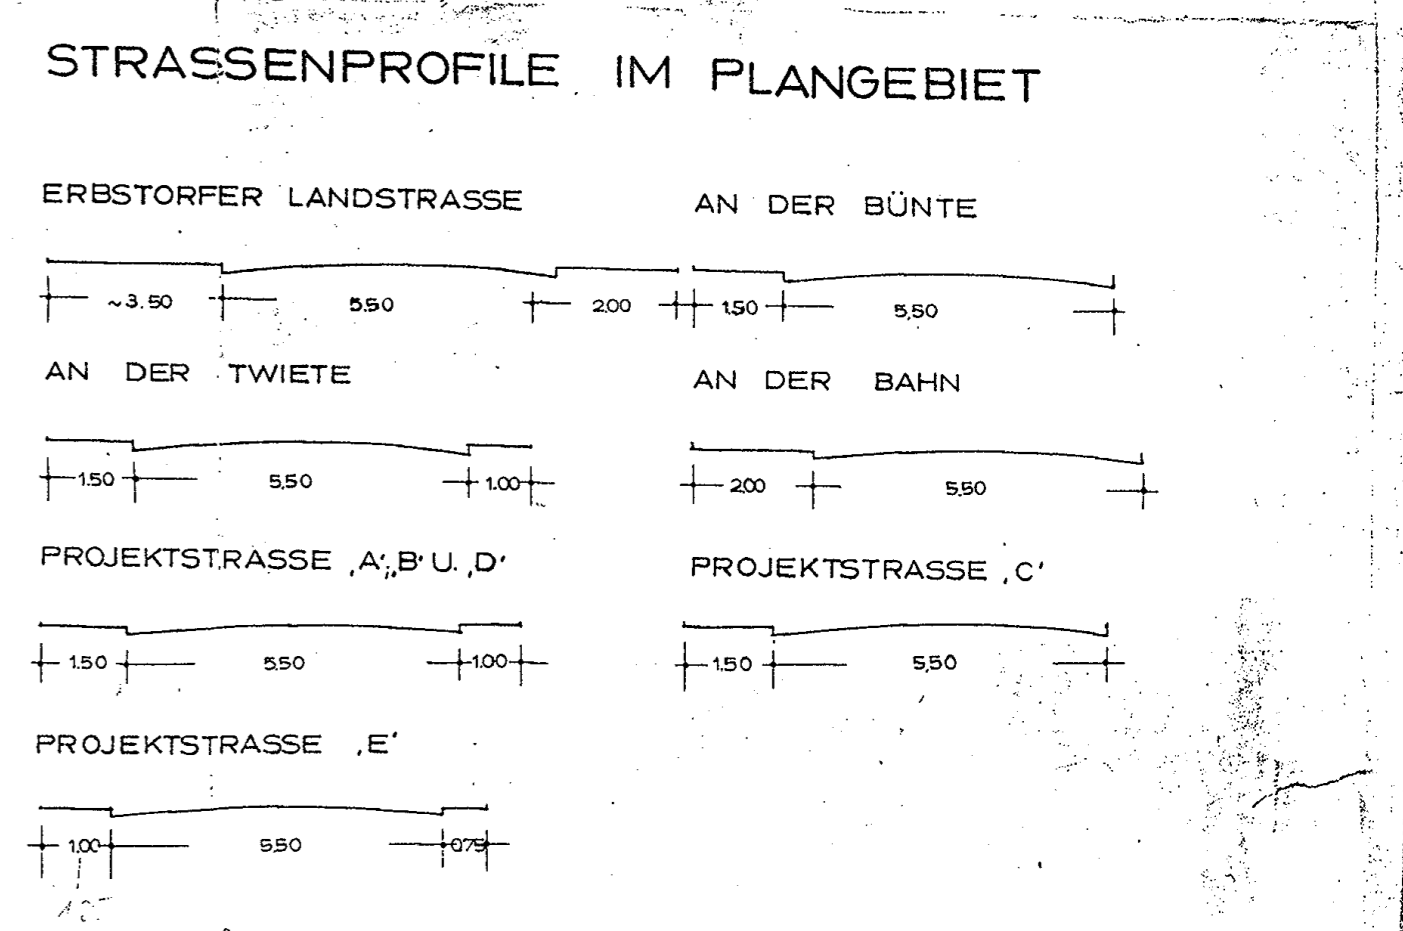 STRASSENPROFILE IM PLANGEBIET
ERBSTORFER LANDSTRASSE
~3.50 5.50 2.00
AN DER BÜNTE
1.50 5,50
AN DER TWIETE
1.50 5,50 1.00
AN DER BAHN
2.00 5.50
PROJEKTSTRASSE ‚A',‚B' U. ‚D'
1.50 5.50 1.00
PROJEKTSTRASSE ‚C'
1.50 5,50
PROJEKTSTRASSE ‚E'
1.00 5.50 0.75